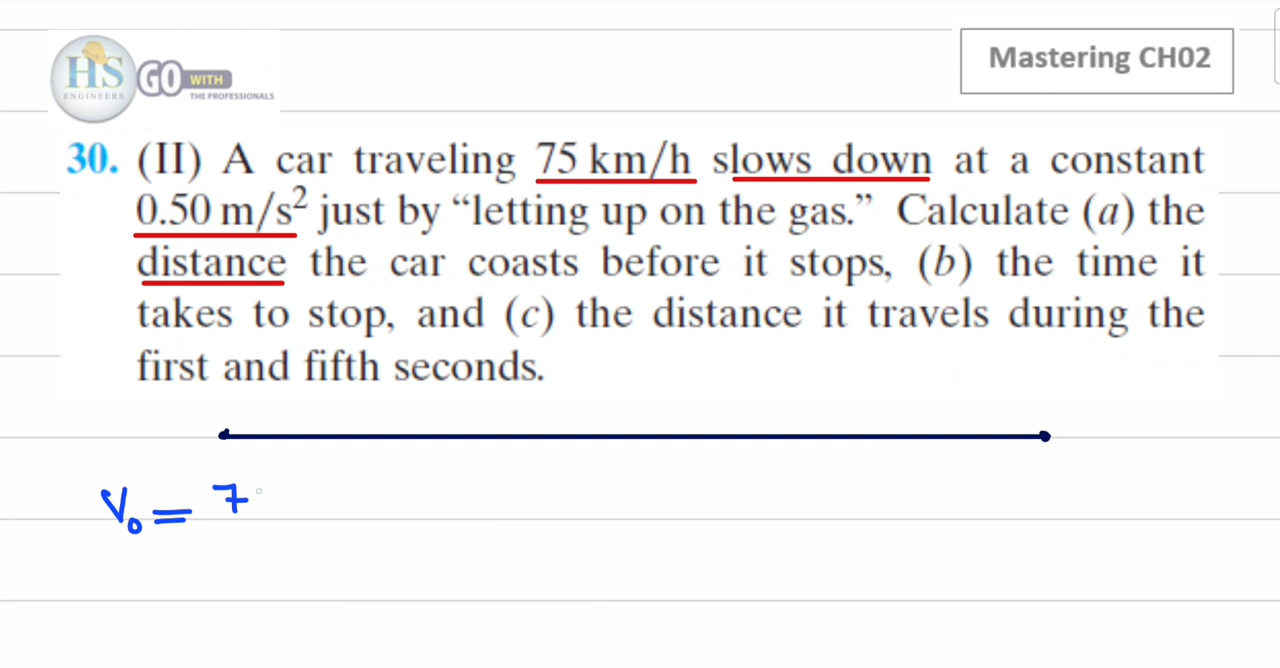 HS
ENGINEERS
GO WITH
THE PROFESSIONALS
Mastering CH02
30. (II) A car traveling 75 km/h slows down at a constant
0.50 m/s² just by “letting up on the gas.” Calculate (a) the
distance the car coasts before it stops, (b) the time it
takes to stop, and (c) the distance it travels during the
first and fifth seconds.
V₀ = 7